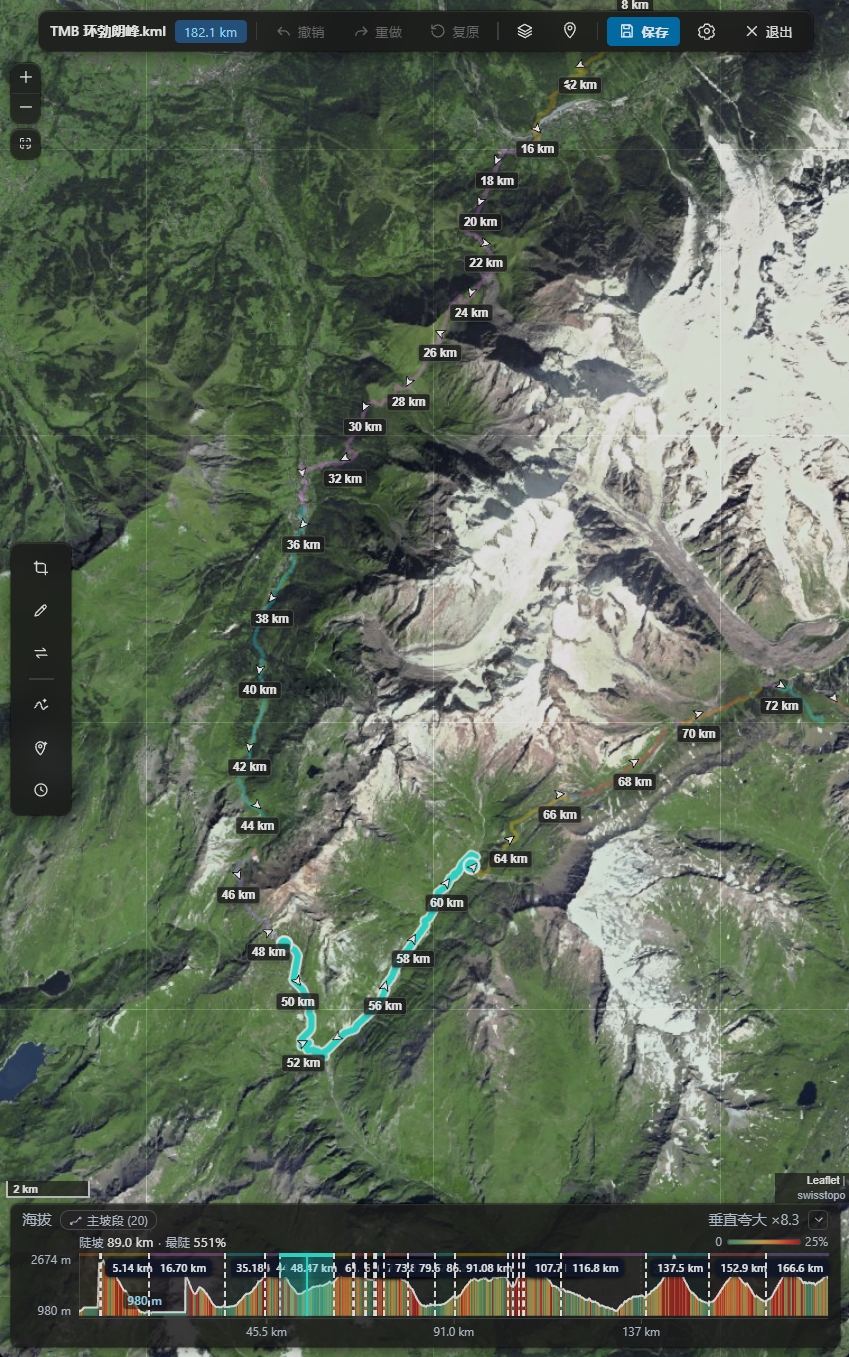 8 km
TMB 环勃朗峰.kml 182.1 km 撤销 重做 复原 保存 退出
+
−
12 km
16 km
18 km
20 km
22 km
24 km
26 km
28 km
30 km
32 km
36 km
38 km
40 km
42 km
44 km
46 km
48 km
50 km
52 km
56 km
58 km
60 km
64 km
66 km
68 km
70 km
72 km
2 km
Leaflet |
swisstopo
海拔 主坡段 (20) 垂直夸大 ×8.3
陡坡 89.0 km · 最陡 551% 0 25%
2674 m
5.14 km 16.70 km 35.18 48.47 km 73. 79.6 86. 91.08 km 107.7 116.8 km 137.5 km 152.9 km 166.6 km
980 m
980 m
45.5 km 91.0 km 137 km